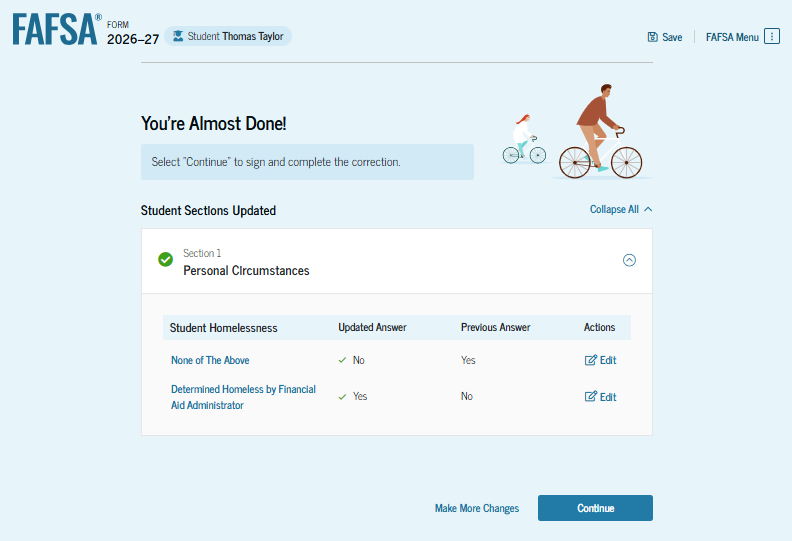 FAFSA®
FORM
2026–27
Student Thomas Taylor
Save
FAFSA Menu
You're Almost Done!
Select "Continue" to sign and complete the correction.
Student Sections Updated
Collapse All
Section 1
Personal Circumstances
Student Homelessness Updated Answer Previous Answer Actions
None of The Above No Yes Edit
Determined Homeless by Financial
Aid Administrator Yes No Edit
Make More Changes
Continue